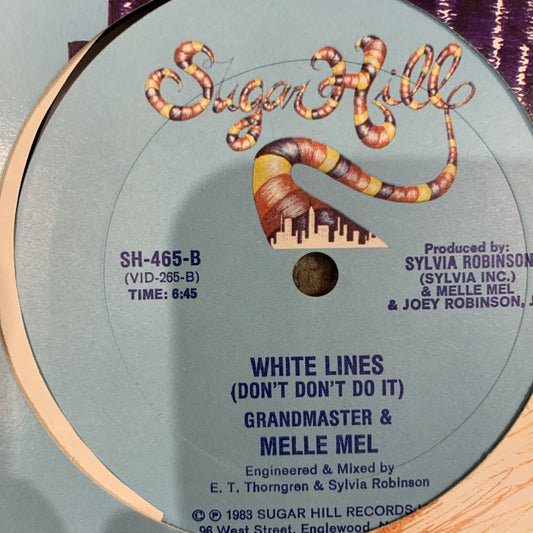 Sugar Hill
SH-465-B
(VID-265-B)
TIME: 6:45
Produced by:
SYLVIA ROBINSON
(SYLVIA INC.)
& MELLE MEL
& JOEY ROBINSON, J
WHITE LINES
(DON'T DON'T DO IT)
GRANDMASTER &
MELLE MEL
Engineered & Mixed by
E. T. Thorngren & Sylvia Robinson
© ℗ 1983 SUGAR HILL RECORDS
96 West Street, Englewood, N